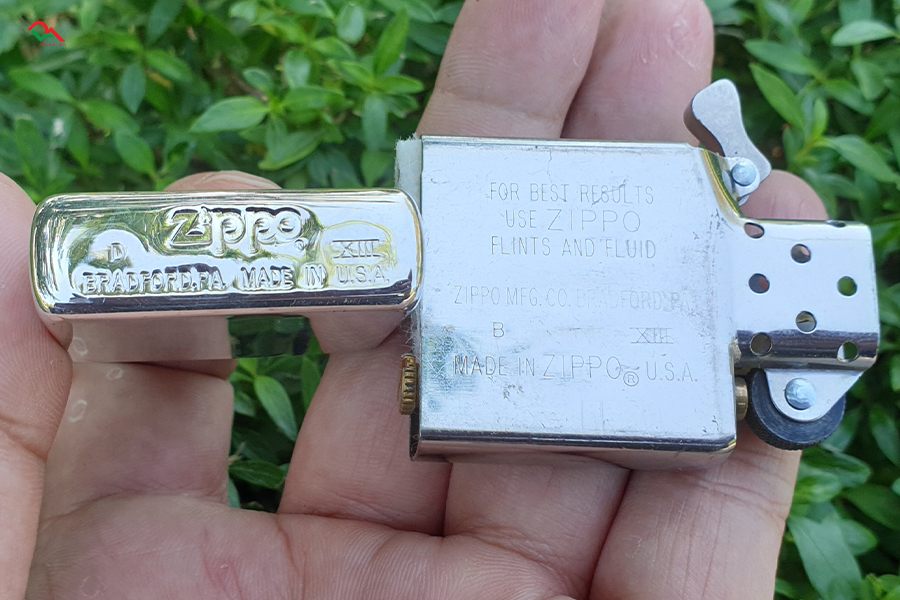 Zippo
D XIII
BRADFORD,PA. MADE IN U.S.A.
FOR BEST RESULTS
USE ZIPPO
FLINTS AND FLUID
ZIPPO MFG. CO. BRADFORD. PA.
B XIII
MADE IN ZIPPO® U.S.A.